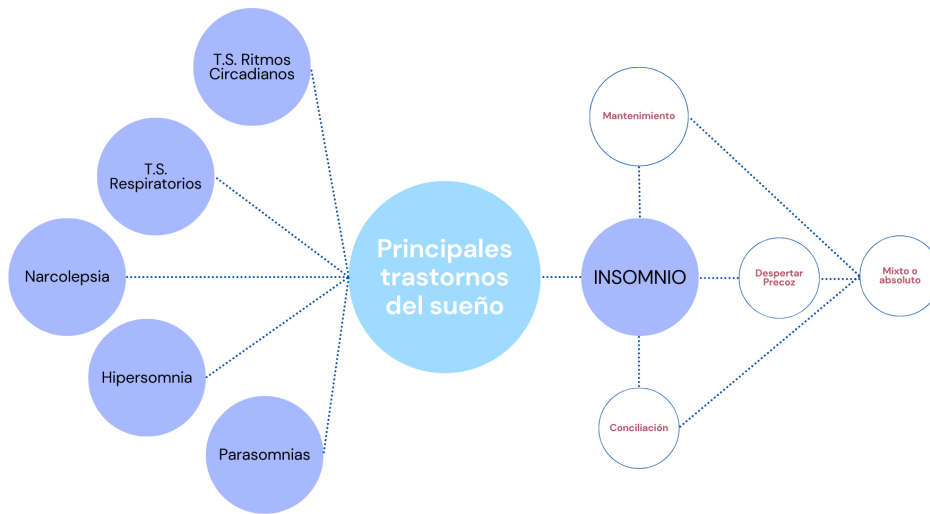 T.S. Ritmos
Circadianos
T.S.
Respiratorios
Narcolepsia
Hipersomnia
Parasomnias
Principales
trastornos
del sueño
INSOMNIO
Mantenimiento
Despertar
Precoz
Conciliación
Mixto o
absoluto